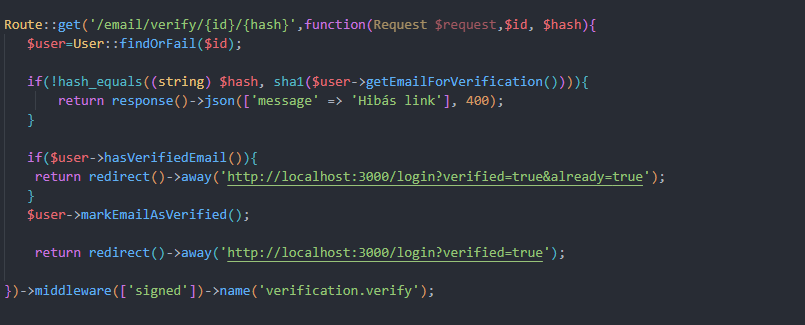 Route::get('/email/verify/{id}/{hash}',function(Request $request,$id, $hash){
$user=User::findOrFail($id);
if(!hash_equals((string) $hash, sha1($user->getEmailForVerification()))){
return response()->json(['message' => 'Hibás link'], 400);
}
if($user->hasVerifiedEmail()){
return redirect()->away('http://localhost:3000/login?verified=true&already=true');
}
$user->markEmailAsVerified();
return redirect()->away('http://localhost:3000/login?verified=true');
})->middleware(['signed'])->name('verification.verify');